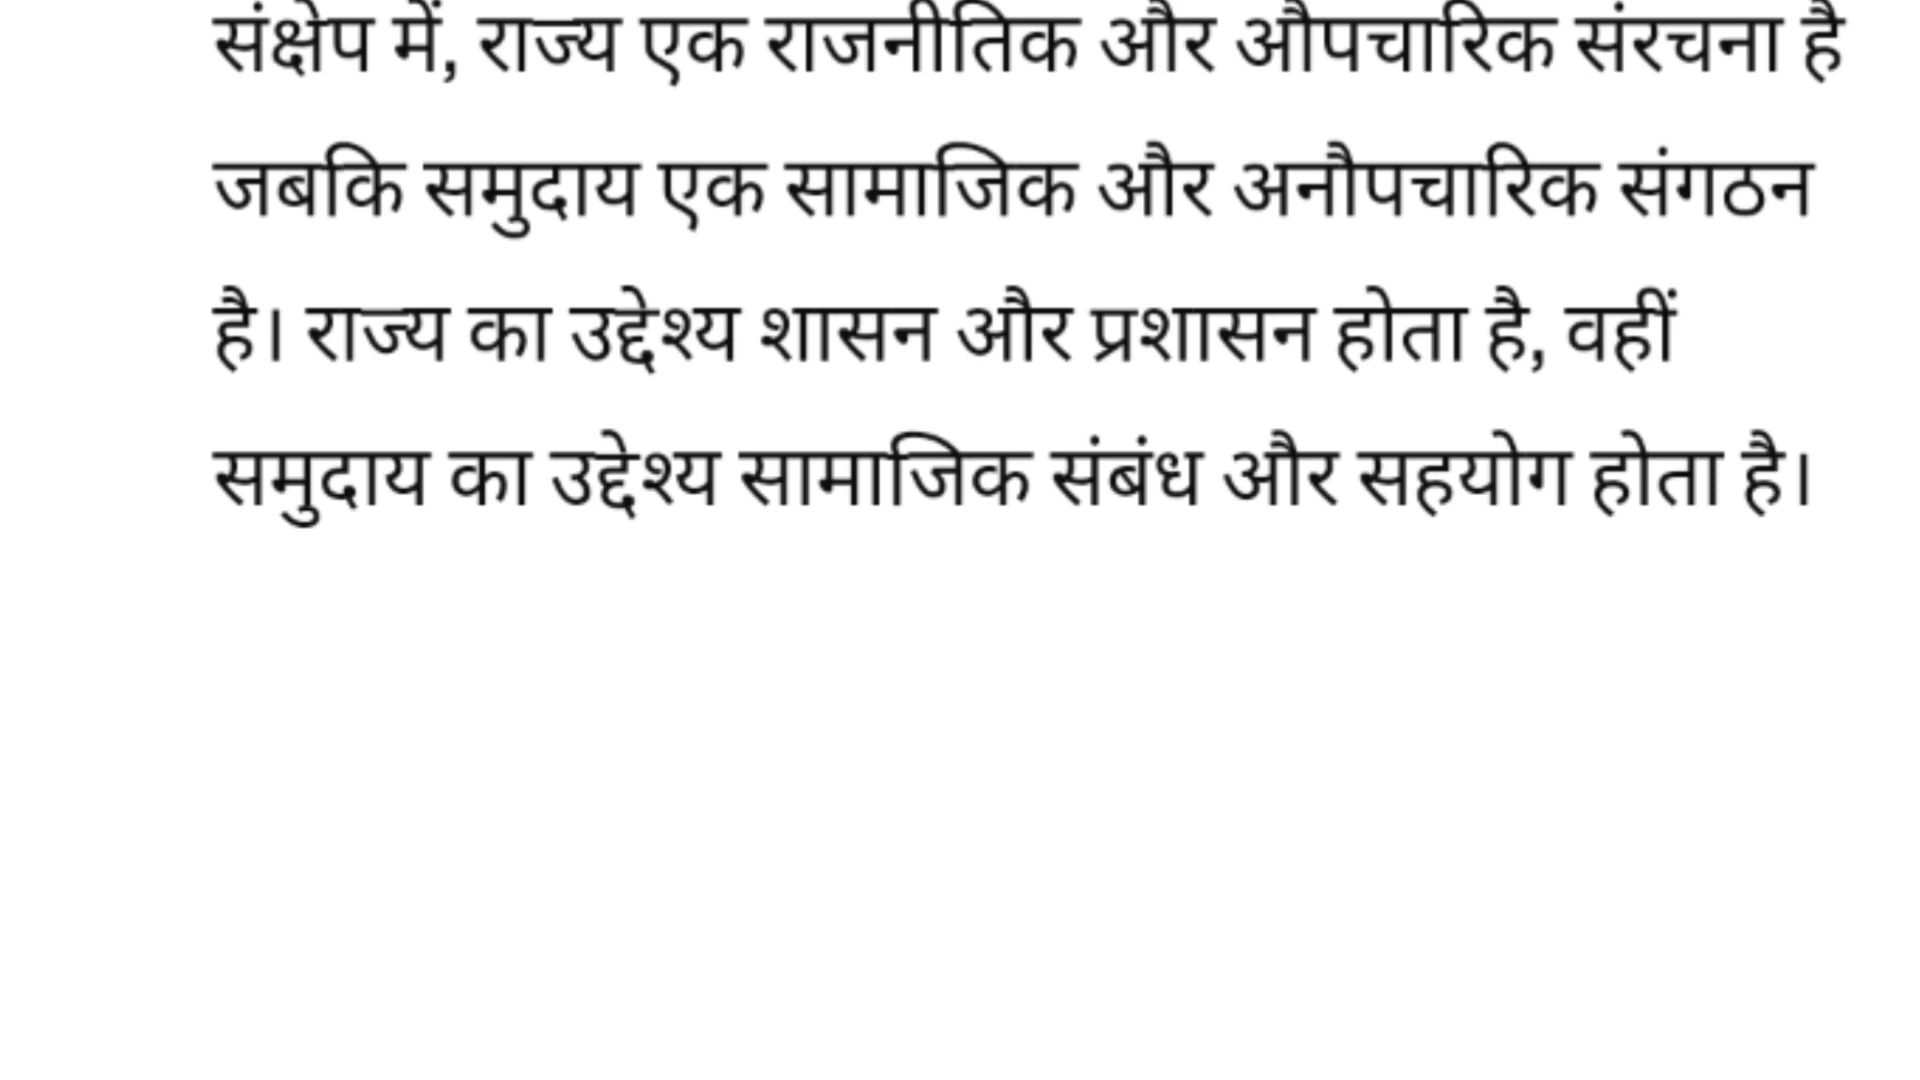 संक्षेप में, राज्य एक राजनीतिक और औपचारिक संरचना है
जबकि समुदाय एक सामाजिक और अनौपचारिक संगठन
है। राज्य का उद्देश्य शासन और प्रशासन होता है, वहीं
समुदाय का उद्देश्य सामाजिक संबंध और सहयोग होता है।